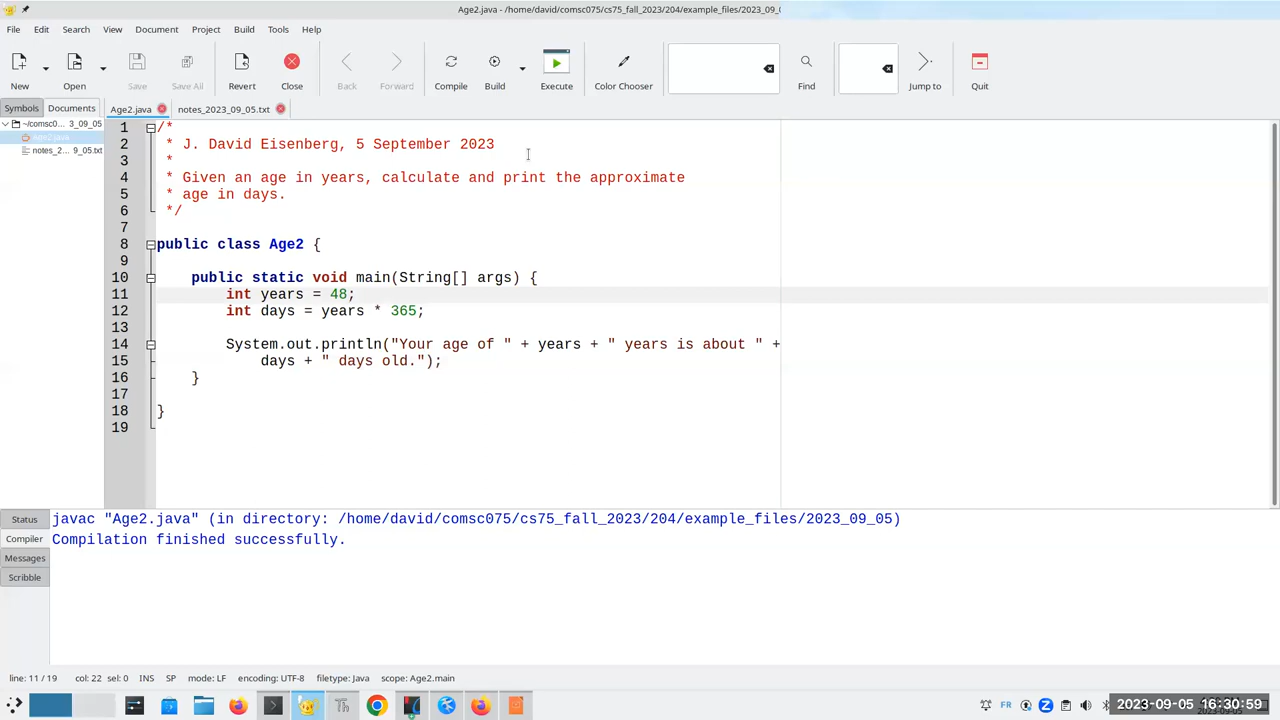 Age2.java - /home/david/comsc075/cs75_fall_2023/204/example_files/2023_09_0
File Edit Search View Document Project Build Tools Help
New Open Save Save All Revert Close Back Forward Compile Build Execute Color Chooser Find Jump to Quit
Symbols Documents Age2.java notes_2023_09_05.txt
~/comsc0... 3_09_05
Age2.java
notes_2... 9_05.txt
1 /*
2 * J. David Eisenberg, 5 September 2023
3 *
4 * Given an age in years, calculate and print the approximate
5 * age in days.
6 */
7
8 public class Age2 {
9
10 public static void main(String[] args) {
11 int years = 48;
12 int days = years * 365;
13
14 System.out.println("Your age of " + years + " years is about " +
15 days + " days old.");
16 }
17
18 }
19
Status
Compiler
Messages
Scribble
javac "Age2.java" (in directory: /home/david/comsc075/cs75_fall_2023/204/example_files/2023_09_05)
Compilation finished successfully.
line: 11 / 19 col: 22 sel: 0 INS SP mode: LF encoding: UTF-8 filetype: Java scope: Age2.main
Th FR 2023-09-05 16:30:59